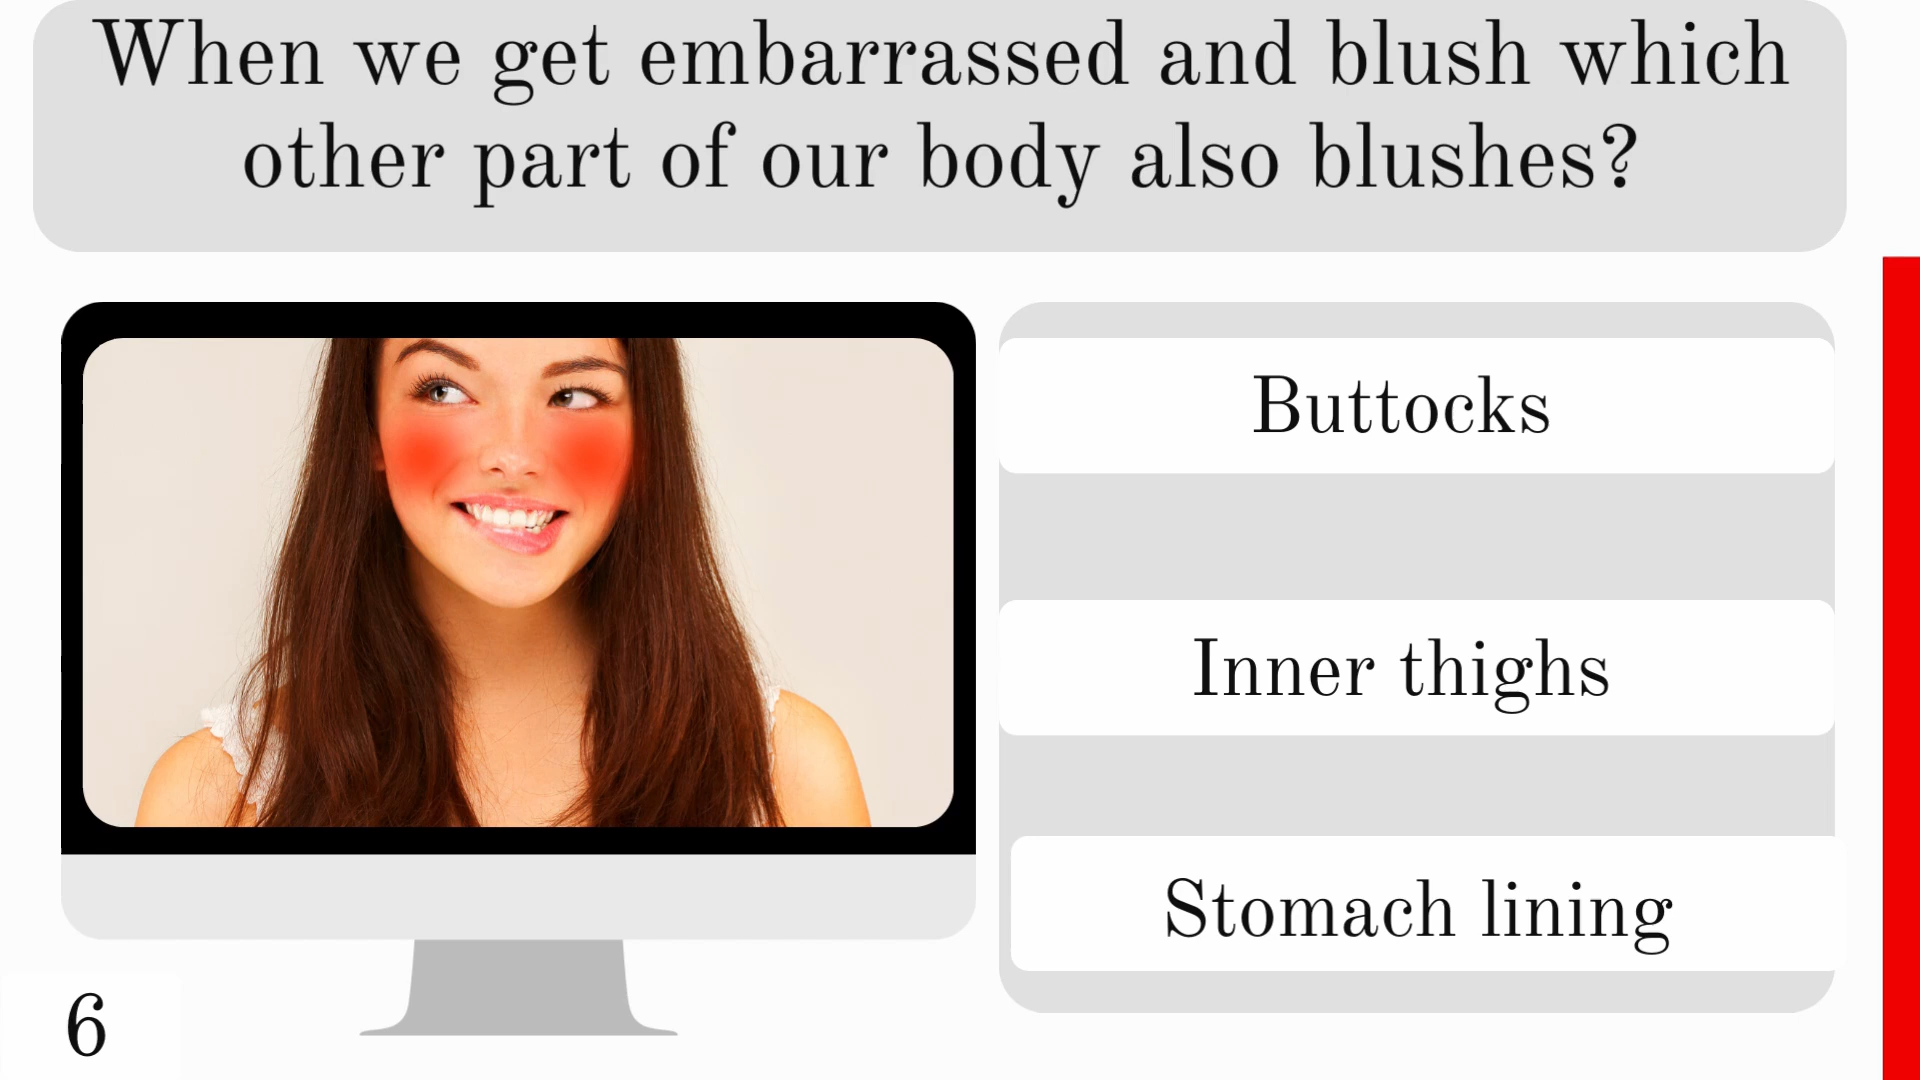 When we get embarrassed and blush which
other part of our body also blushes?
Buttocks
Inner thighs
Stomach lining
6